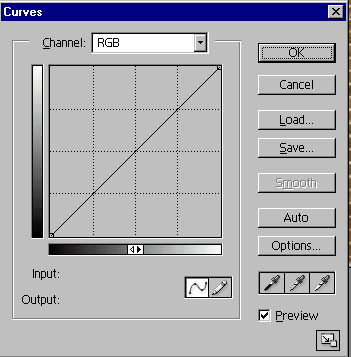 Curves
Channel: RGB
OK
Cancel
Load...
Save...
Smooth
Auto
Options...
Input:
Output:
Preview